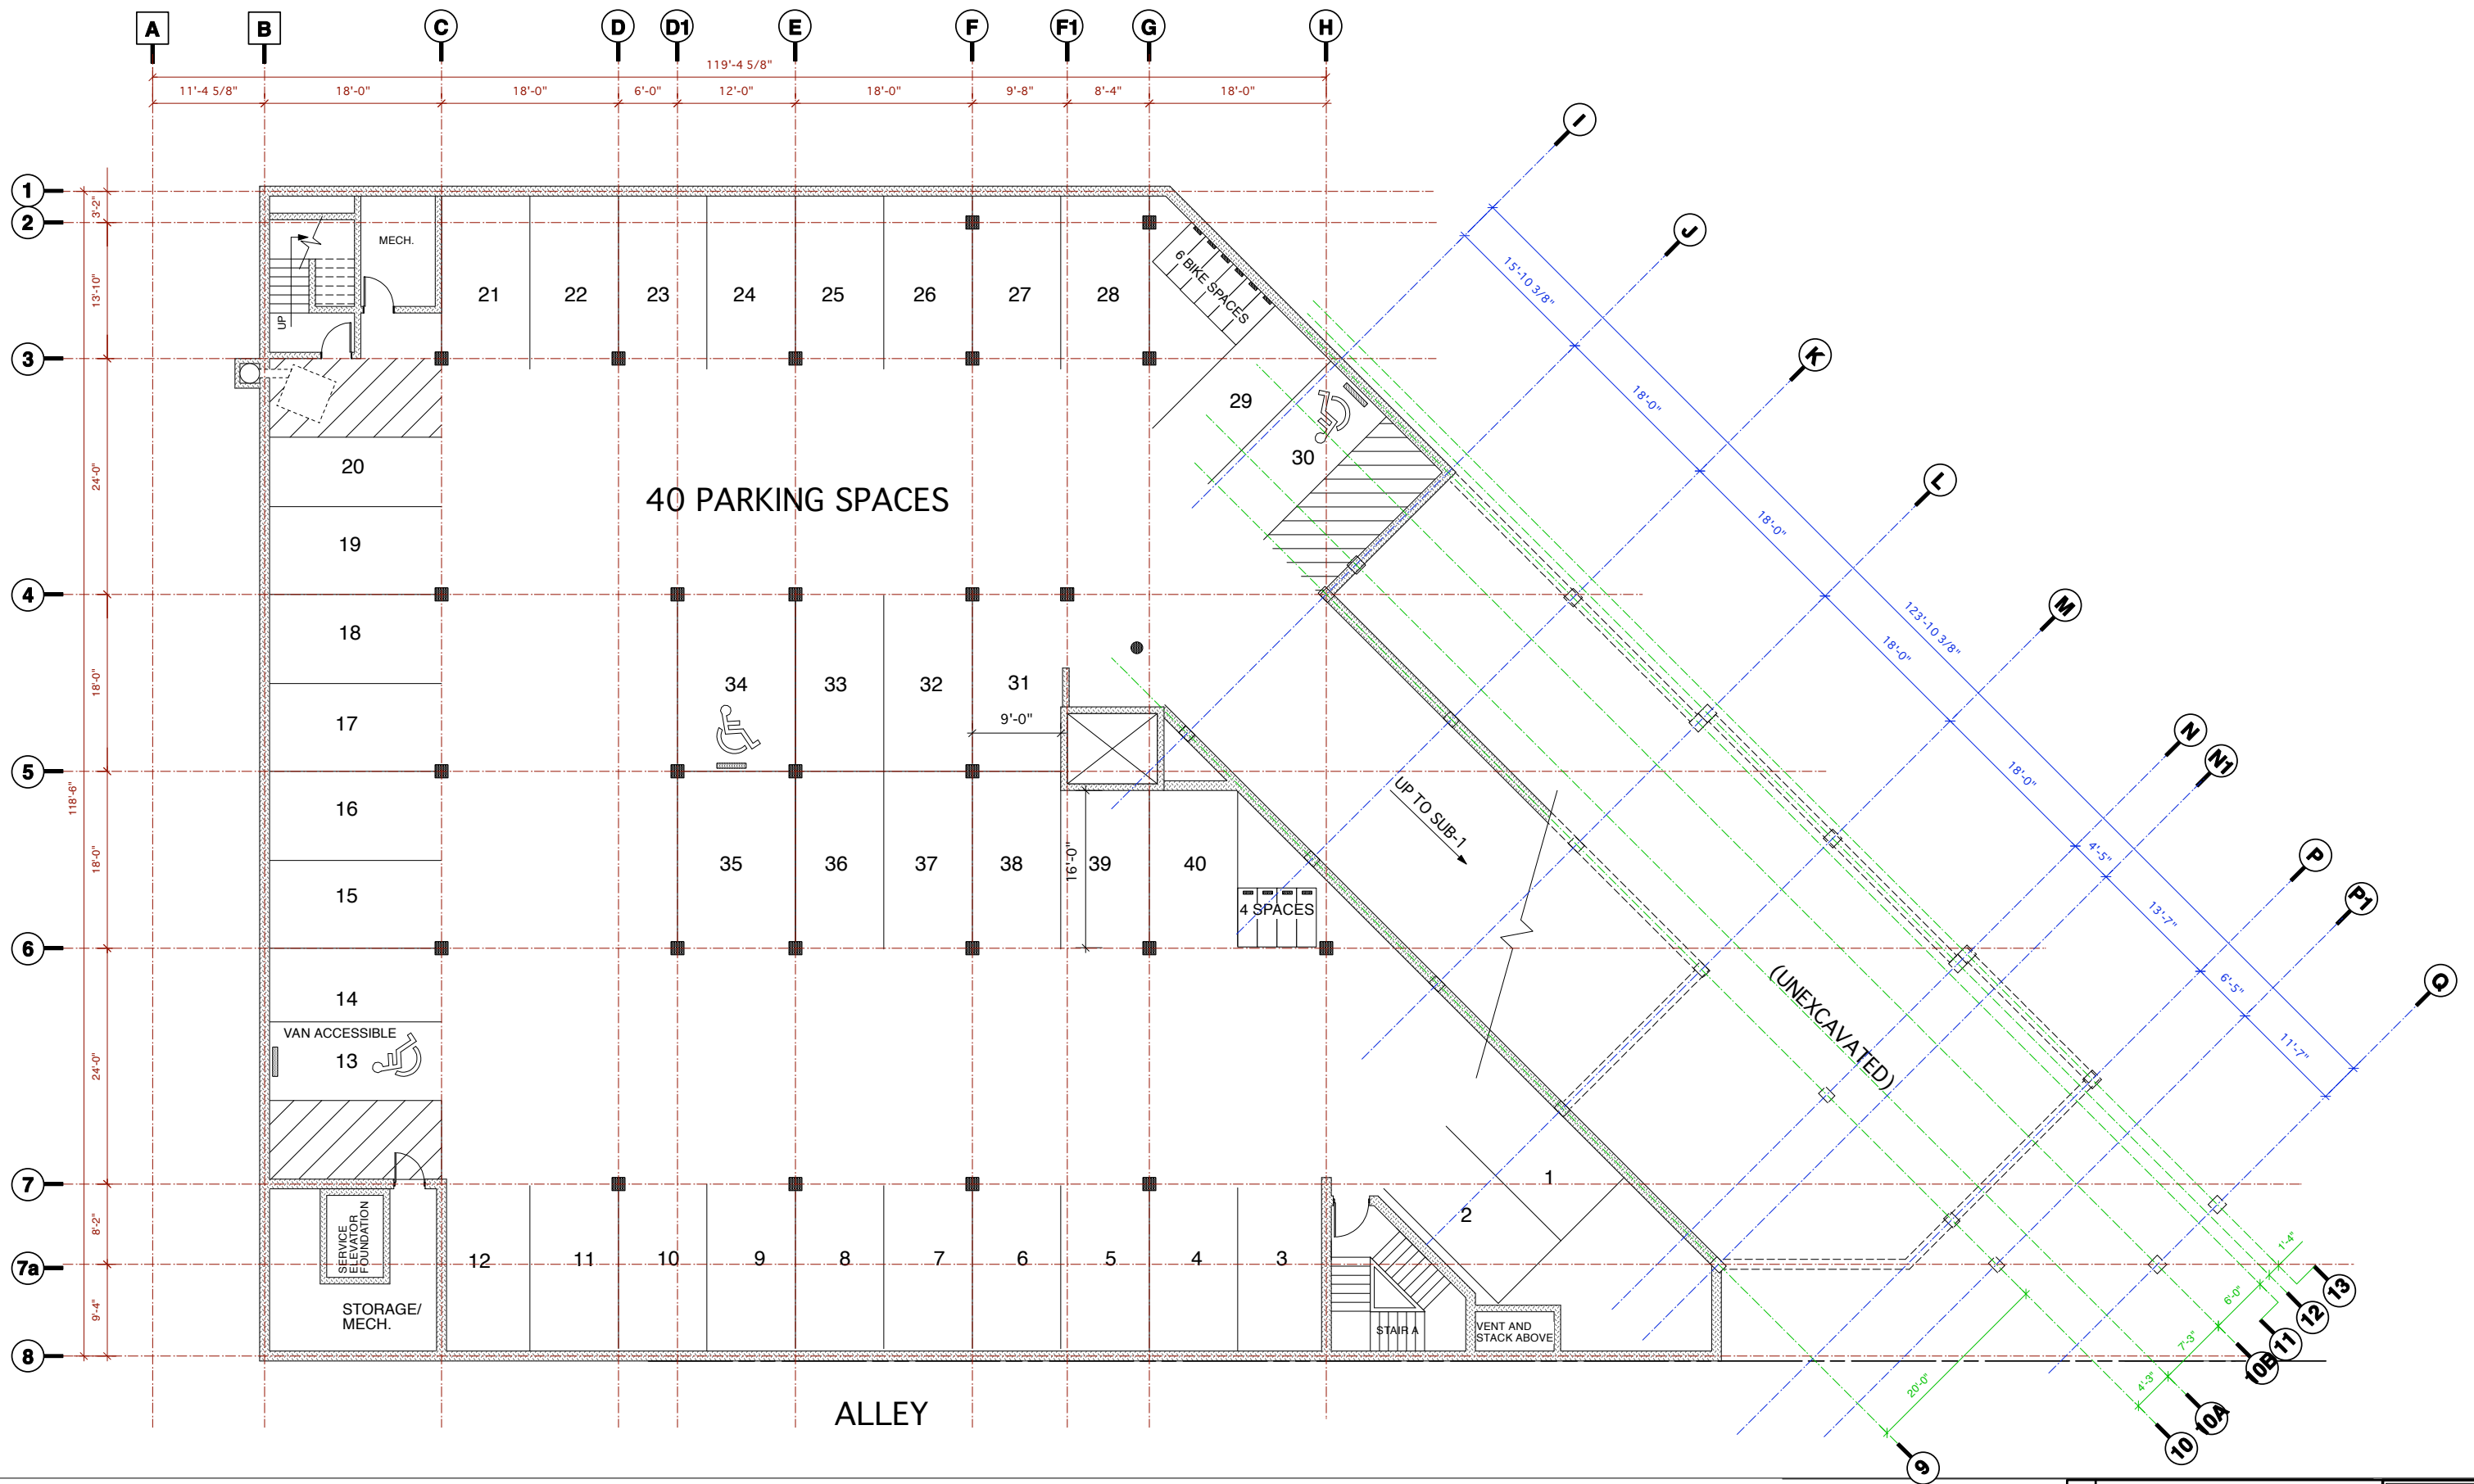 A B C D D1 E F F1 G H
119'-4 5/8"
11'-4 5/8" 18'-0" 18'-0" 6'-0" 12'-0" 18'-0" 9'-8" 8'-4" 18'-0"
I
J
K
L
M
N
N1
P
P1
Q
15'-10 3/8"
18'-0"
18'-0"
18'-0"
18'-0"
4'-5"
13'-7"
6'-5"
11'-7"
123'-10 3/8"
1
2
3
4
5
6
7
7a
8
3'-2"
13'-10"
24'-0"
18'-0"
18'-0"
24'-0"
8'-2"
9'-4"
118'-6"
MECH.
UP
21 22 23 24 25 26 27 28
6 BIKE SPACES
29
30
20
19
18
17
16
15
14
VAN ACCESSIBLE
13
40 PARKING SPACES
34 33 32 31
9'-0"
35 36 37 38 39 40
16'-0"
4 SPACES
UP TO SUB-1
(UNEXCAVATED)
1
2
12 11 10 9 8 7 6 5 4 3
SERVICE
ELEVATOR
FOUNDATION
STORAGE/
MECH.
STAIR A
VENT AND
STACK ABOVE
ALLEY
20'-0"
4'-3"
7'-3"
6'-0"
1'-4"
9
10
10A
10B
11
12
13